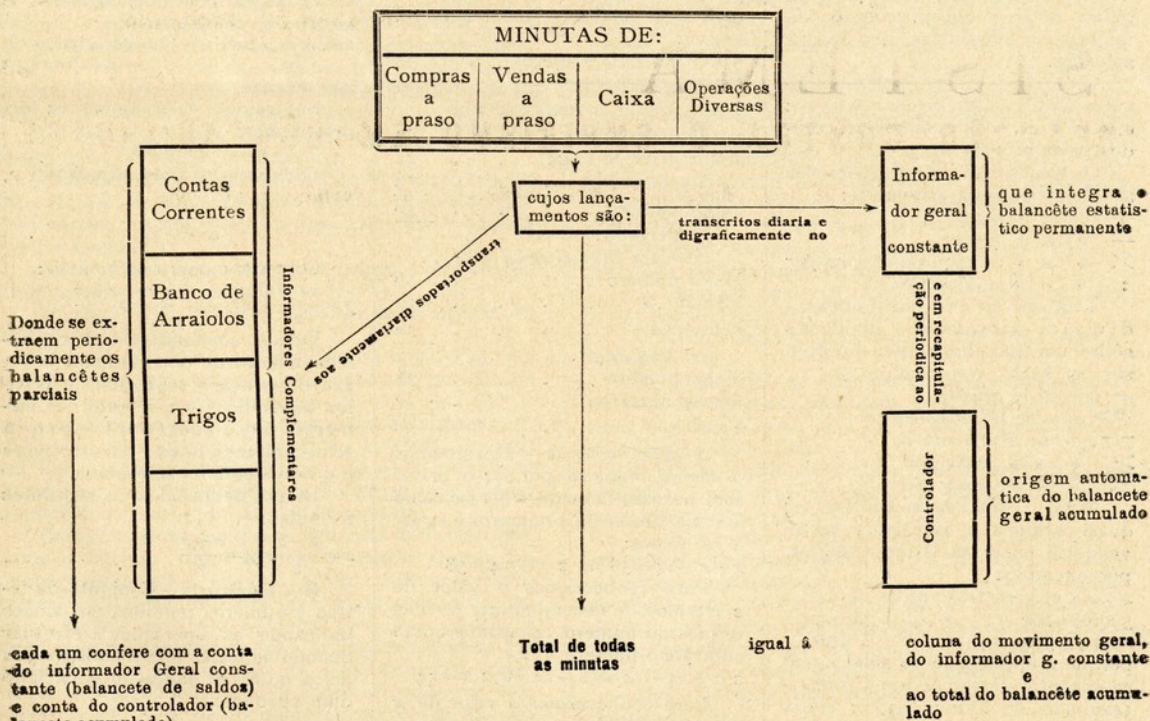 MINUTAS DE:
Compras
a
praso
Vendas
a
praso
Caixa
Operações
Diversas
cujos lança-
mentos são:
transcritos diaria e
digraficamente no
Informa-
dor geral
constante
que integra o
balancête estatis-
tico permanente
e em recapitula-
ção periodica ao
Controlador
origem automa-
tica do balancete
geral acumulado
transportados diariamente aos
Informadores Complementares
Contas
Correntes
Banco de
Arraiolos
Trigos
Donde se ex-
traem perio-
dicamente os
balancêtes
parciais
cada um confere com a conta
do informador Geral cons-
tante (balancete de saldos)
e conta do controlador (ba-
lancete acumulado)
Total de todas
as minutas
igual â
coluna do movimento geral,
do informador g. constante
e
ao total do balancête acumu-
lado